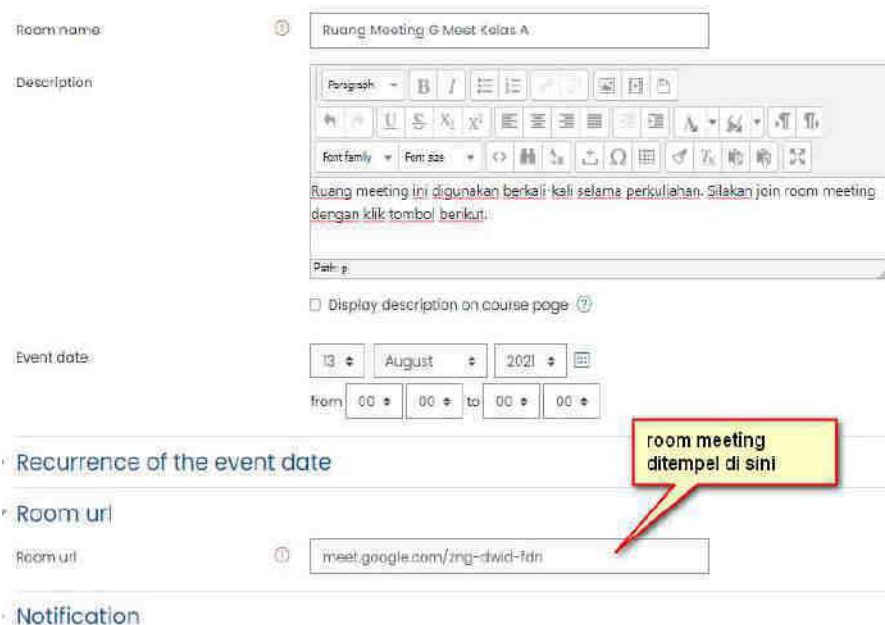 Room name
Ruang Meeting G Meet Kelas A
Description
Paragraph
B I
U S X₂ X²
Font family Font size
Ruang meeting ini digunakan berkali-kali selama perkuliahan. Silakan join room meeting
dengan klik tombol berikut.
Path: p
Display description on course page
Event date
13 August 2021
from 00 00 to 00 00
room meeting
ditempel di sini
Recurrence of the event date
Room url
Room url
meet.google.com/zng-dwid-fdn
Notification